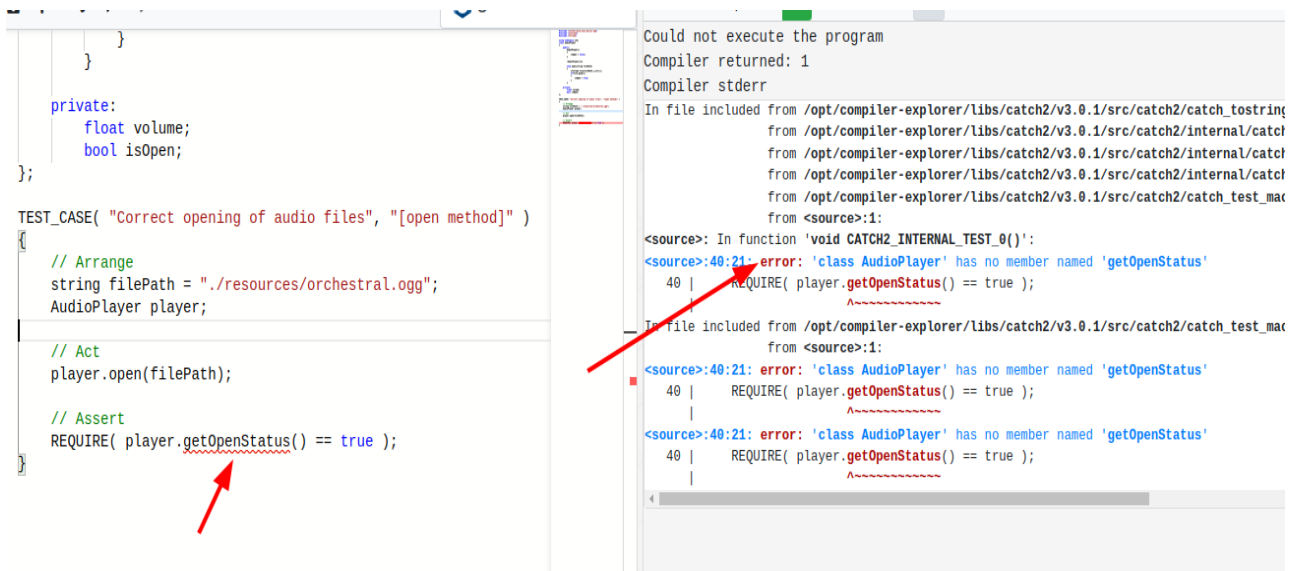 }
}
private:
float volume;
bool isOpen;
};
TEST_CASE( "Correct opening of audio files", "[open method]" )
{
// Arrange
string filePath = "./resources/orchestral.ogg";
AudioPlayer player;
// Act
player.open(filePath);
// Assert
REQUIRE( player.getOpenStatus() == true );
}
Could not execute the program
Compiler returned: 1
Compiler stderr
In file included from /opt/compiler-explorer/libs/catch2/v3.0.1/src/catch2/catch_tostring
from /opt/compiler-explorer/libs/catch2/v3.0.1/src/catch2/internal/catch
from /opt/compiler-explorer/libs/catch2/v3.0.1/src/catch2/internal/catch
from /opt/compiler-explorer/libs/catch2/v3.0.1/src/catch2/internal/catch
from /opt/compiler-explorer/libs/catch2/v3.0.1/src/catch2/catch_test_mac
from <source>:1:
<source>: In function 'void CATCH2_INTERNAL_TEST_0()':
<source>:40:21: error: 'class AudioPlayer' has no member named 'getOpenStatus'
40 | REQUIRE( player.getOpenStatus() == true );
| ^~~~~~~~~~~~~
In file included from /opt/compiler-explorer/libs/catch2/v3.0.1/src/catch2/catch_test_mac
from <source>:1:
<source>:40:21: error: 'class AudioPlayer' has no member named 'getOpenStatus'
40 | REQUIRE( player.getOpenStatus() == true );
| ^~~~~~~~~~~~~
<source>:40:21: error: 'class AudioPlayer' has no member named 'getOpenStatus'
40 | REQUIRE( player.getOpenStatus() == true );
| ^~~~~~~~~~~~~